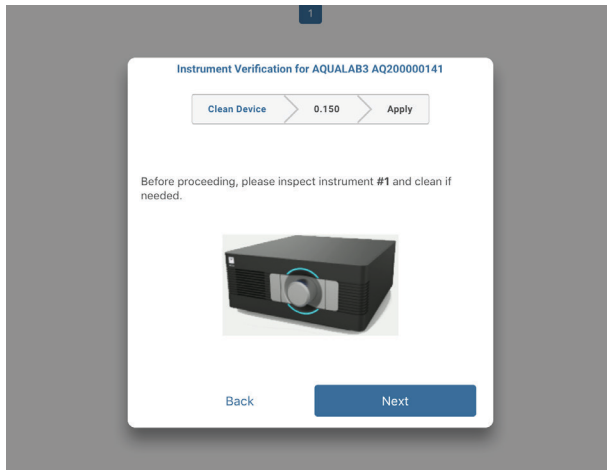 1
Instrument Verification for AQUALAB3 AQ200000141
Clean Device
0.150
Apply
Before proceeding, please inspect instrument #1 and clean if
needed.
Back
Next